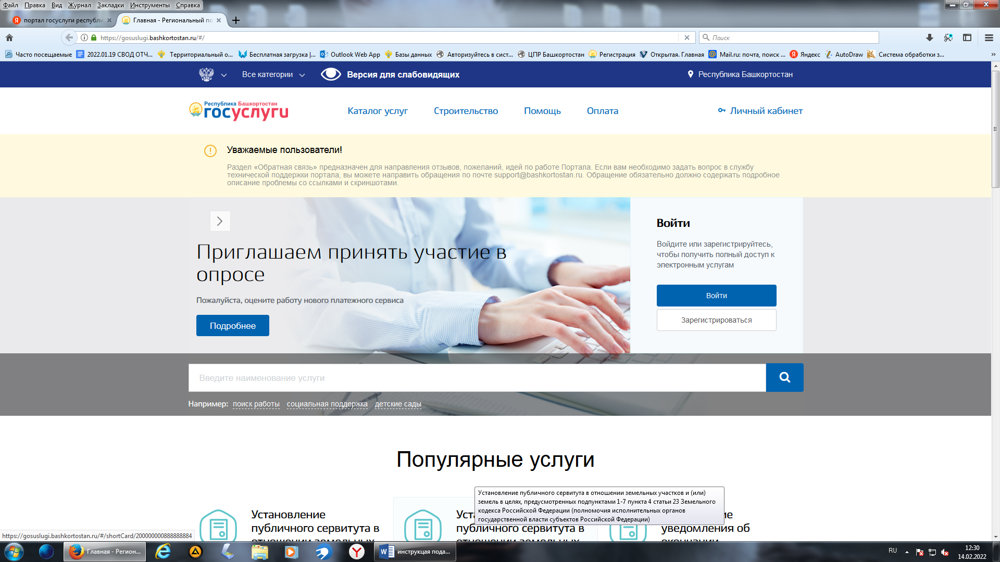 Файл Правка Вид Журнал Закладки Инструменты Справка
портал госуслуги республи
Главная - Региональный по
https://gosuslugi.bashkortostan.ru/#/
Поиск
Часто посещаемые 2022.01.19 СВОД ОТЧ... Территориальный о... Бесплатная загрузка |... Outlook Web App Базы данных Авторизуйтесь в сист... ЦПР Башкортостан Регистрация Открытая. Главная Mail.ru: почта, поиск ... Яндекс AutoDraw Система обработки з... »
Все категории Версия для слабовидящих Республика Башкортостан
Республика Башкортостан
госуслуги
Каталог услуг Строительство Помощь Оплата Личный кабинет
Уважаемые пользователи!
Раздел «Обратная связь» предназначен для направления отзывов, пожеланий, идей по работе Портала. Если вам необходимо задать вопрос в службу
технической поддержки портала, вы можете направить обращения по почте support@bashkortostan.ru. Обращение обязательно должно содержать подробное
описание проблемы со ссылками и скриншотами.
Приглашаем принять участие в
опросе
Пожалуйста, оцените работу нового платежного сервиса
Подробнее
Войти
Войдите или зарегистрируйтесь,
чтобы получить полный доступ к
электронным услугам
Войти
Зарегистрироваться
Введите наименование услуги
Например: поиск работы социальная поддержка детские сады
Популярные услуги
Установление публичного сервитута в отношении земельных участков и (или)
земель в целях, предусмотренных подпунктами 1-7 пункта 4 статьи 23 Земельного
кодекса Российской Федерации (полномочия исполнительных органов
государственной власти субъектов Российской Федерации)
Установление
публичного сервитута в
отношении земельных
публичного сервитута в
отношении земельных
уведомления об
окончании
https://gosuslugi.bashkortostan.ru/#/shortCard/200000000888888884
Главная - Регион...
инструкцая пода...
RU
12:30
14.02.2022